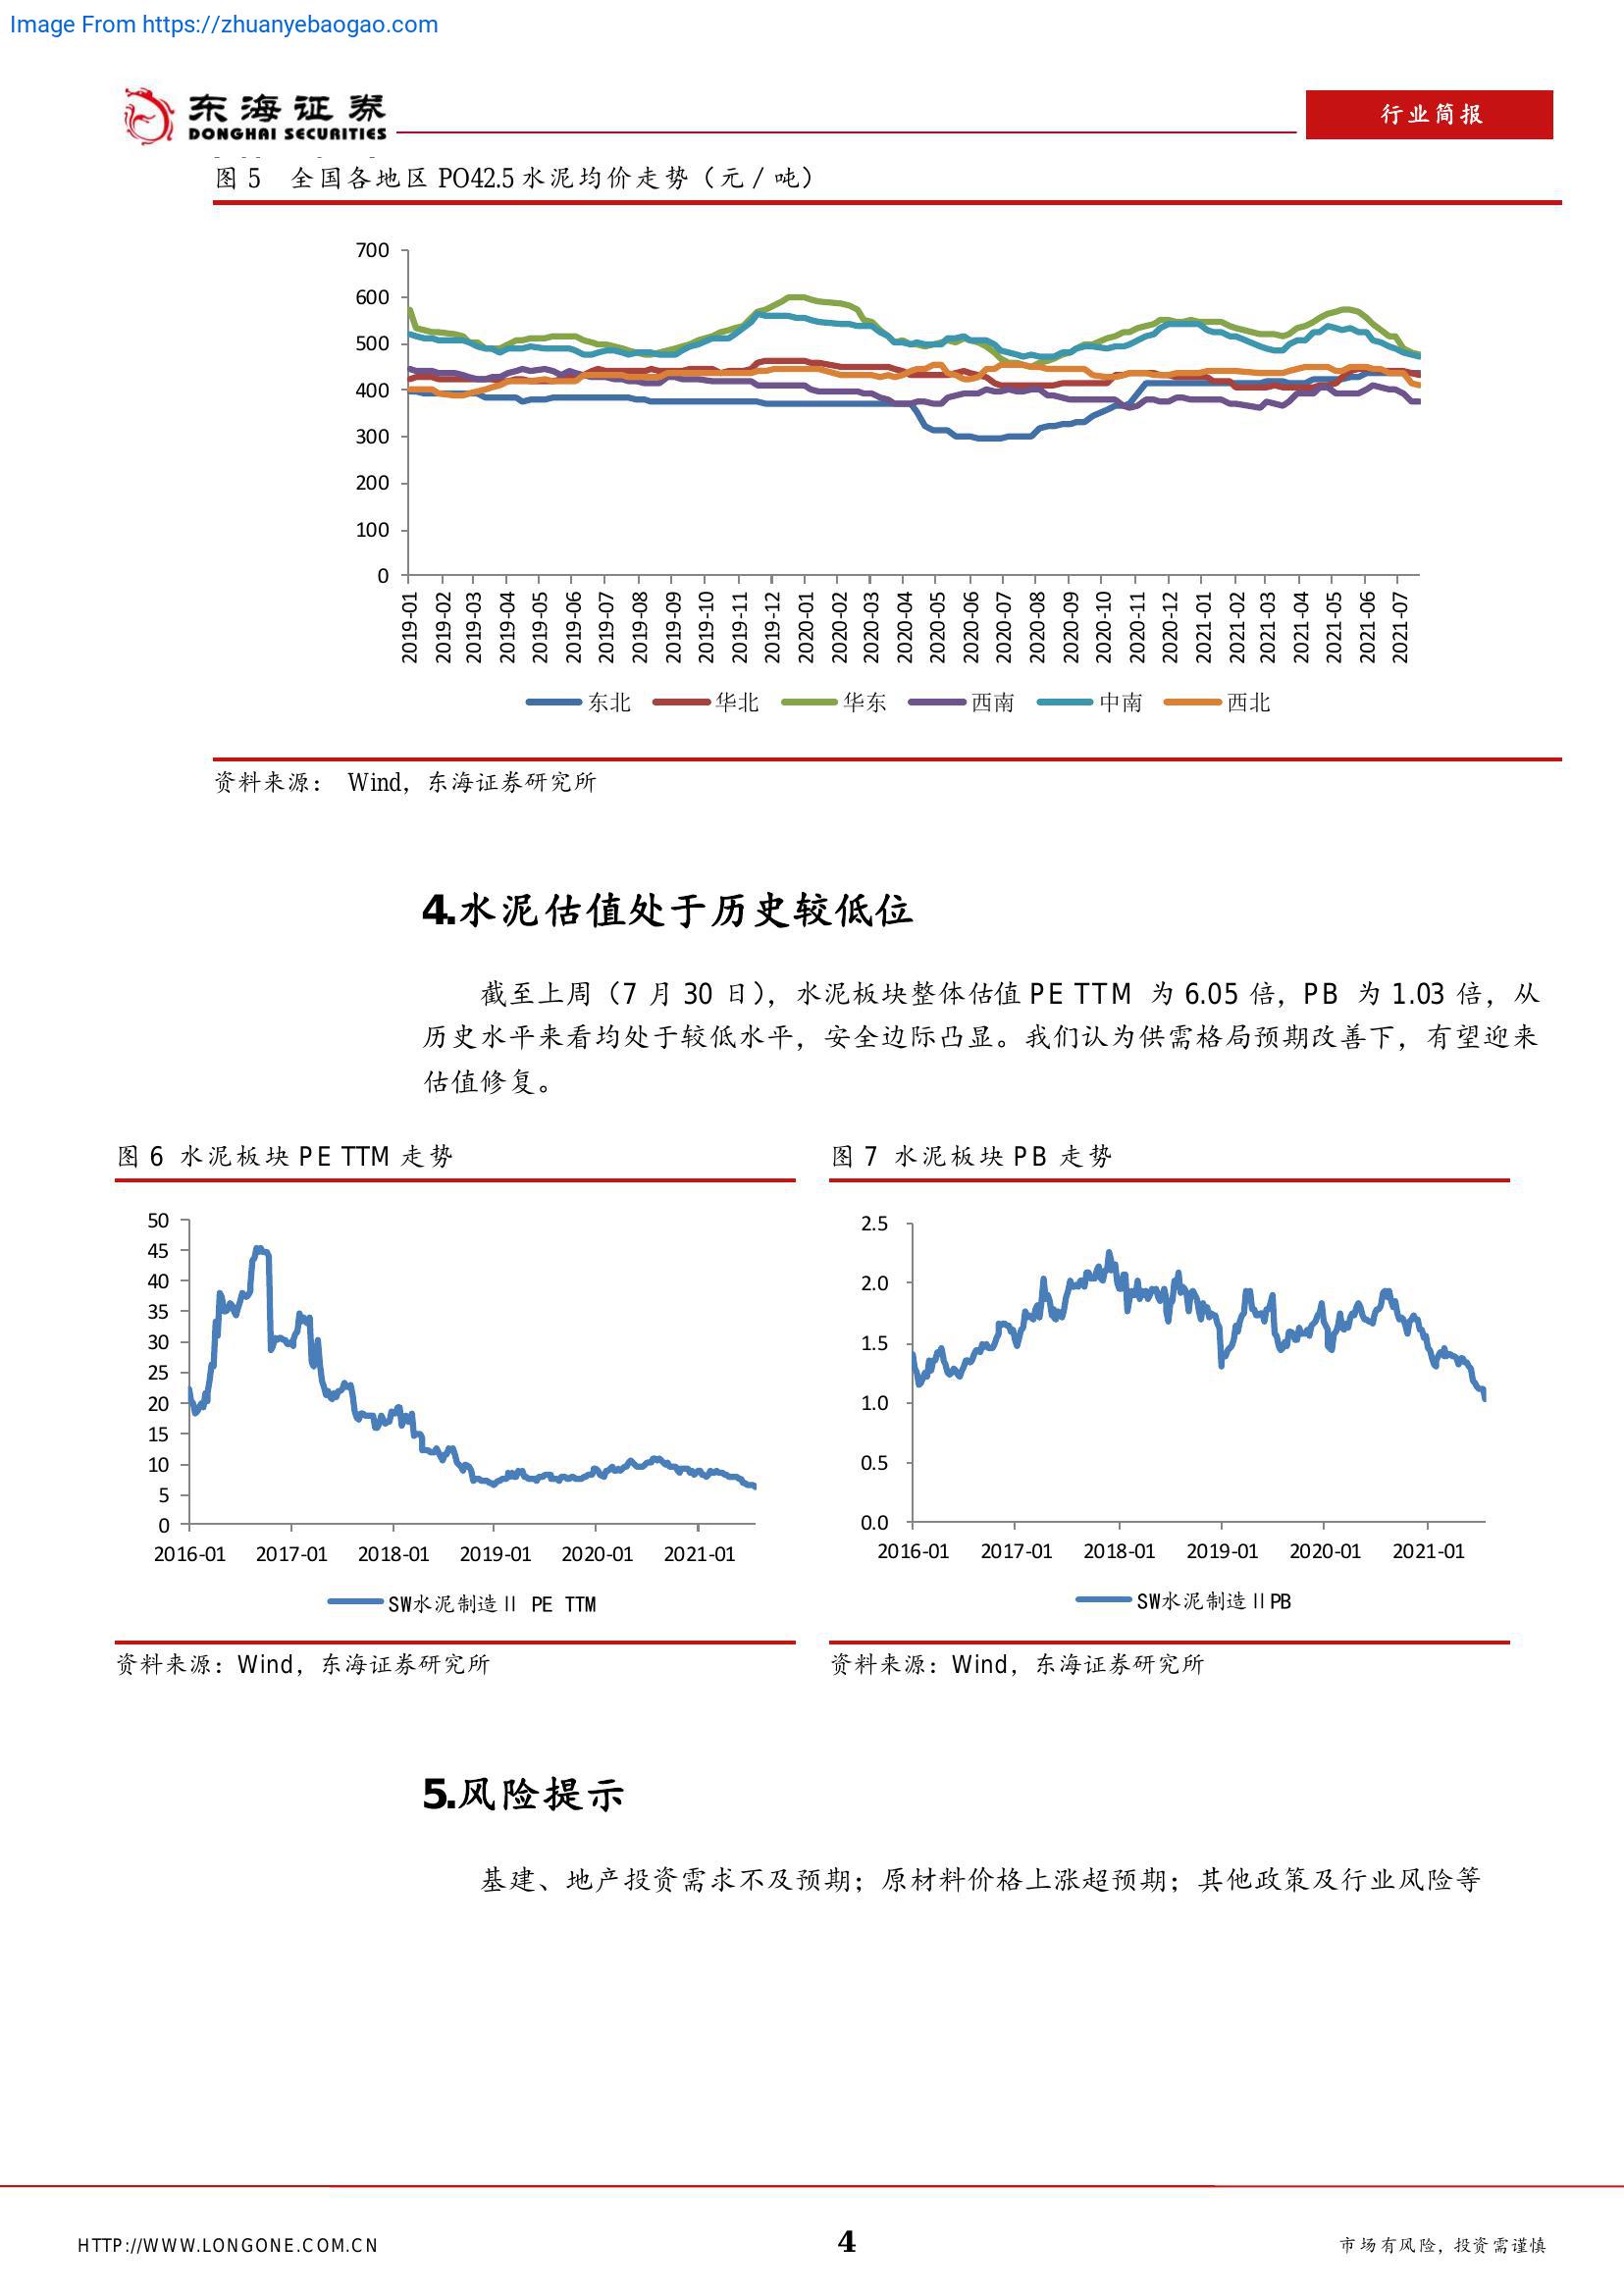 Image From https://zhuanyebaogao.com
东海证券
DONGHAI SECURITIES
行业简报
图 5 全国各地区 PO42.5 水泥均价走势（元／吨）
700
600
500
400
300
200
100
0
2019-01 2019-02 2019-03 2019-04 2019-05 2019-06 2019-07 2019-08 2019-09 2019-10 2019-11 2019-12 2020-01 2020-02 2020-03 2020-04 2020-05 2020-06 2020-07 2020-08 2020-09 2020-10 2020-11 2020-12 2021-01 2021-02 2021-03 2021-04 2021-05 2021-06 2021-07
东北 华北 华东 西南 中南 西北
资料来源： Wind，东海证券研究所
4.水泥估值处于历史较低位
截至上周（7 月 30 日），水泥板块整体估值 PE TTM 为 6.05 倍，PB 为 1.03 倍，从
历史水平来看均处于较低水平，安全边际凸显。我们认为供需格局预期改善下，有望迎来
估值修复。
图 6 水泥板块 PE TTM 走势
50
45
40
35
30
25
20
15
10
5
0
2016-01 2017-01 2018-01 2019-01 2020-01 2021-01
SW水泥制造Ⅱ PE TTM
资料来源：Wind，东海证券研究所
图 7 水泥板块 PB 走势
2.5
2.0
1.5
1.0
0.5
0.0
2016-01 2017-01 2018-01 2019-01 2020-01 2021-01
SW水泥制造ⅡPB
资料来源：Wind，东海证券研究所
5.风险提示
基建、地产投资需求不及预期；原材料价格上涨超预期；其他政策及行业风险等
HTTP://WWW.LONGONE.COM.CN
4
市场有风险，投资需谨慎